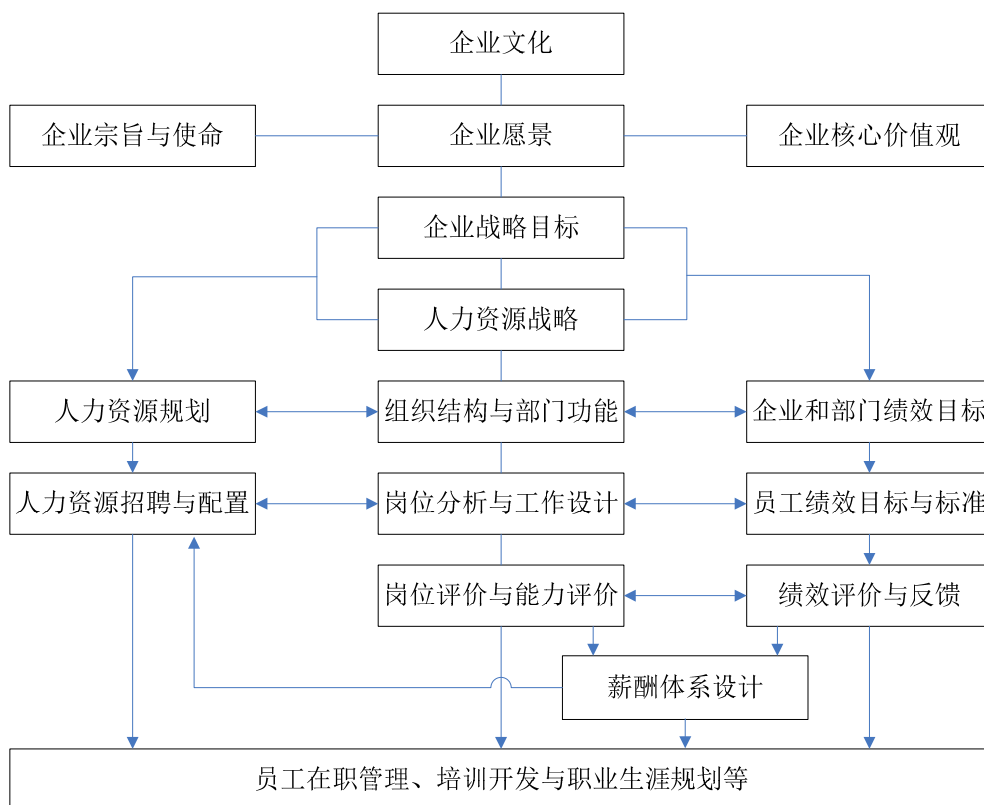 企业文化
企业宗旨与使命
企业愿景
企业核心价值观
企业战略目标
人力资源战略
人力资源规划
组织结构与部门功能
企业和部门绩效目标
人力资源招聘与配置
岗位分析与工作设计
员工绩效目标与标准
岗位评价与能力评价
绩效评价与反馈
薪酬体系设计
员工在职管理、培训开发与职业生涯规划等